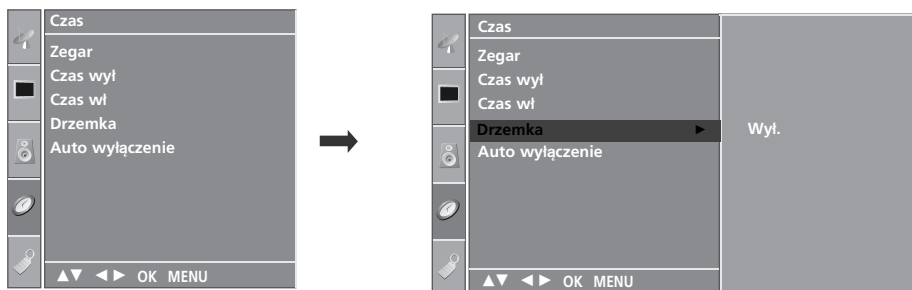 Czas
Zegar
Czas wył
Czas wł
Drzemka
Auto wyłączenie
▲▼ ◄► OK MENU
Czas
Zegar
Czas wył
Czas wł
Drzemka ► Wył.
Auto wyłączenie
▲▼ ◄► OK MENU